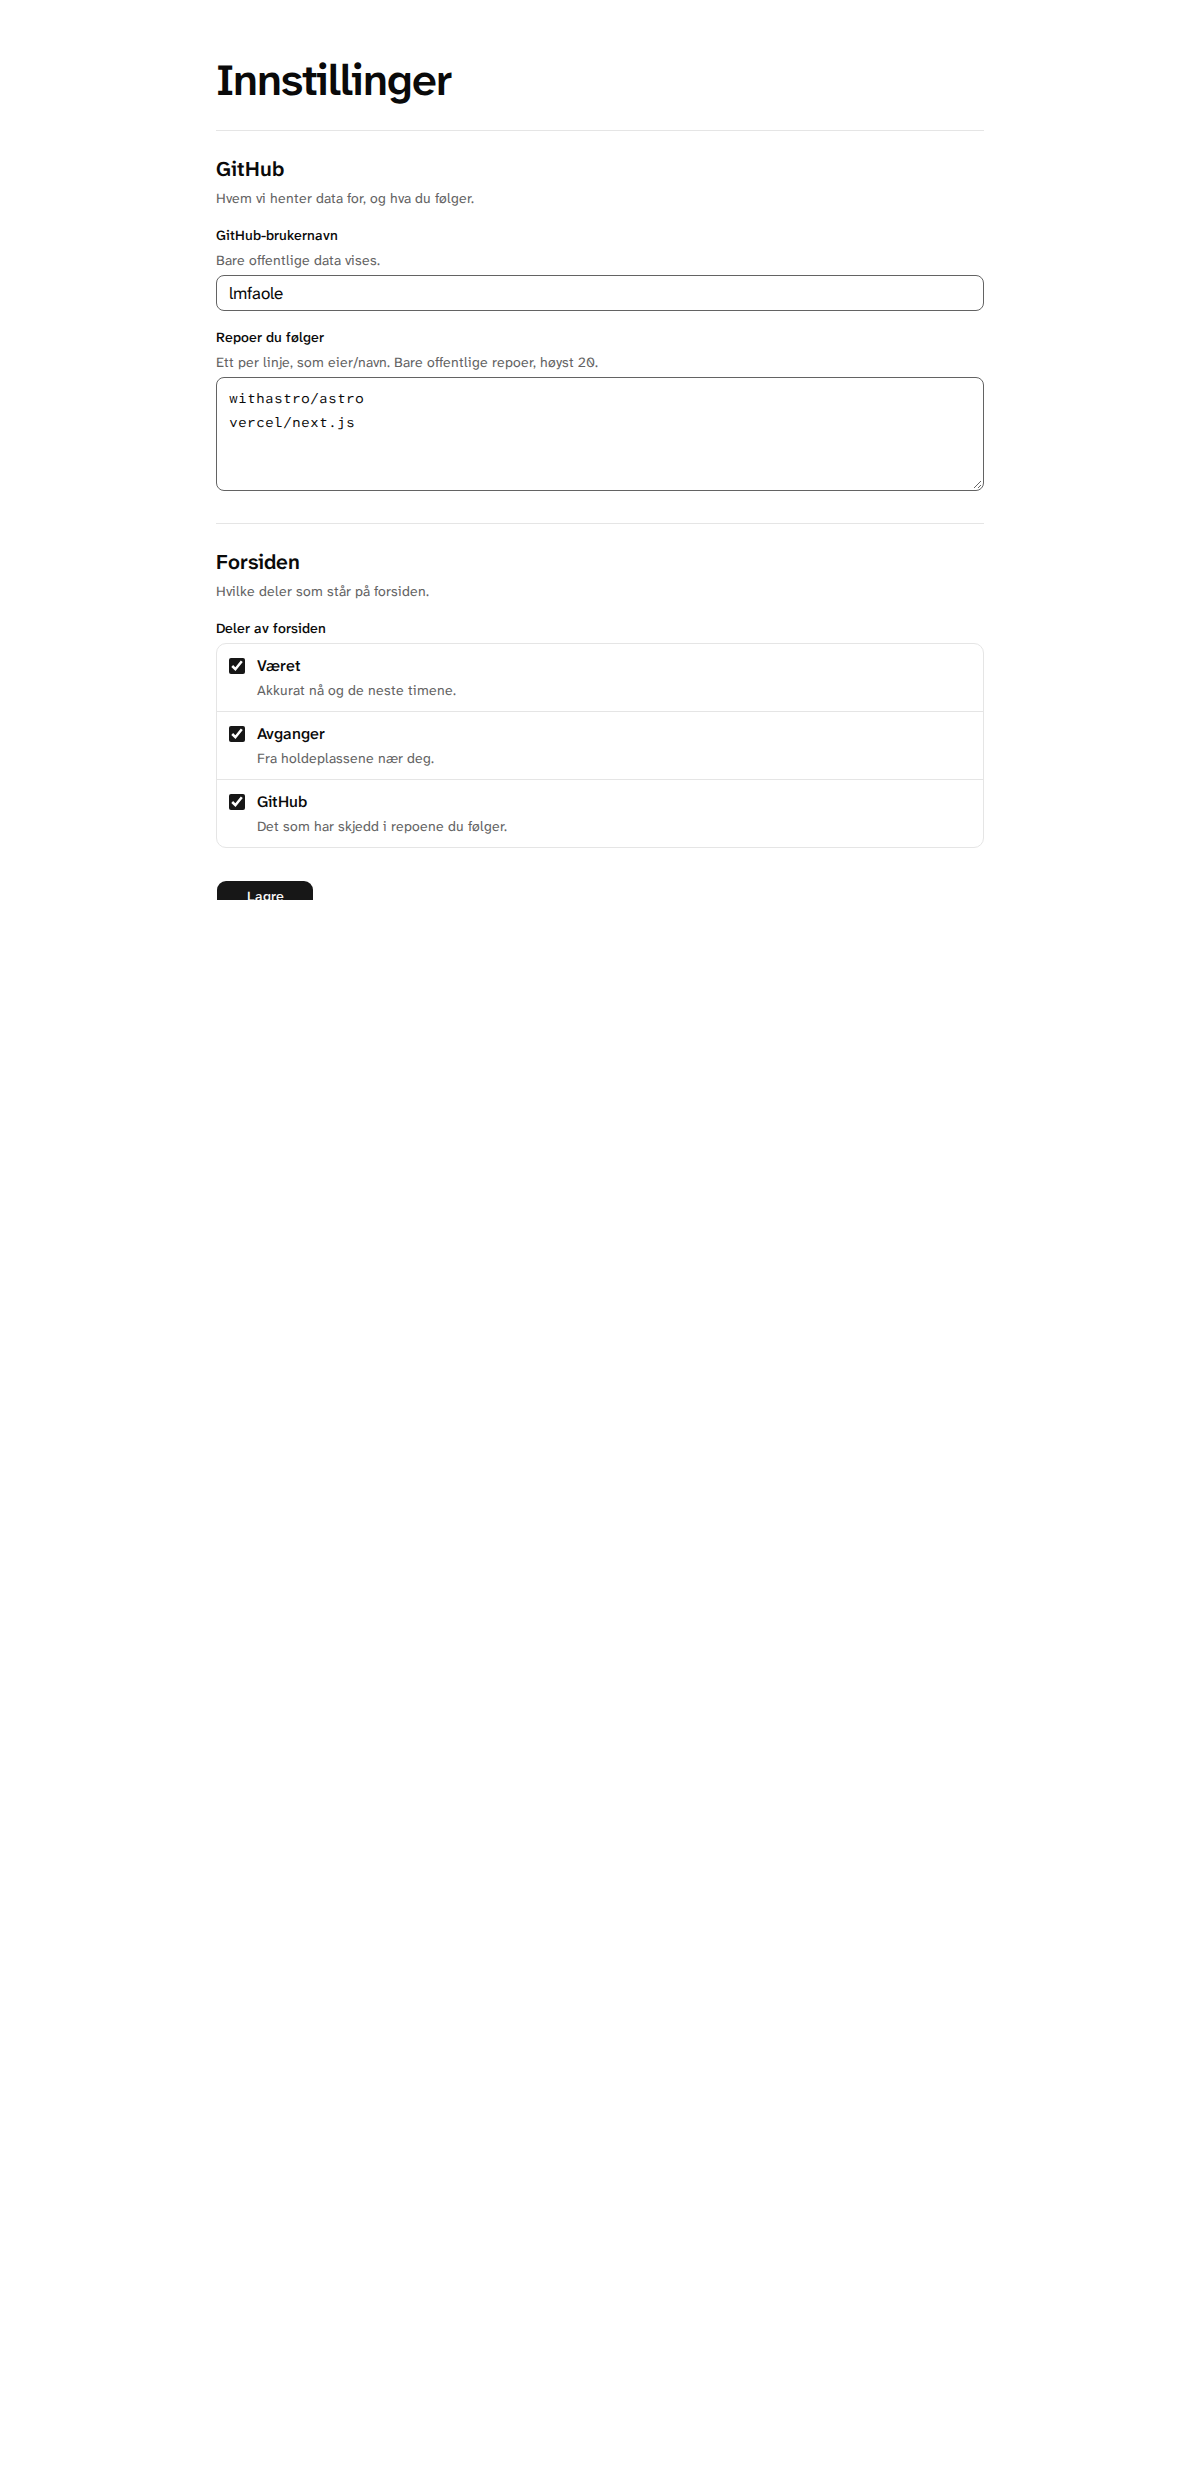 Innstillinger
GitHub
Hvem vi henter data for, og hva du følger.
GitHub-brukernavn
Bare offentlige data vises.
lmfaole
Repoer du følger
Ett per linje, som eier/navn. Bare offentlige repoer, høyst 20.
withastro/astro
vercel/next.js
Forsiden
Hvilke deler som står på forsiden.
Deler av forsiden
Været
Akkurat nå og de neste timene.
Avganger
Fra holdeplassene nær deg.
GitHub
Det som har skjedd i repoene du følger.
Lagre